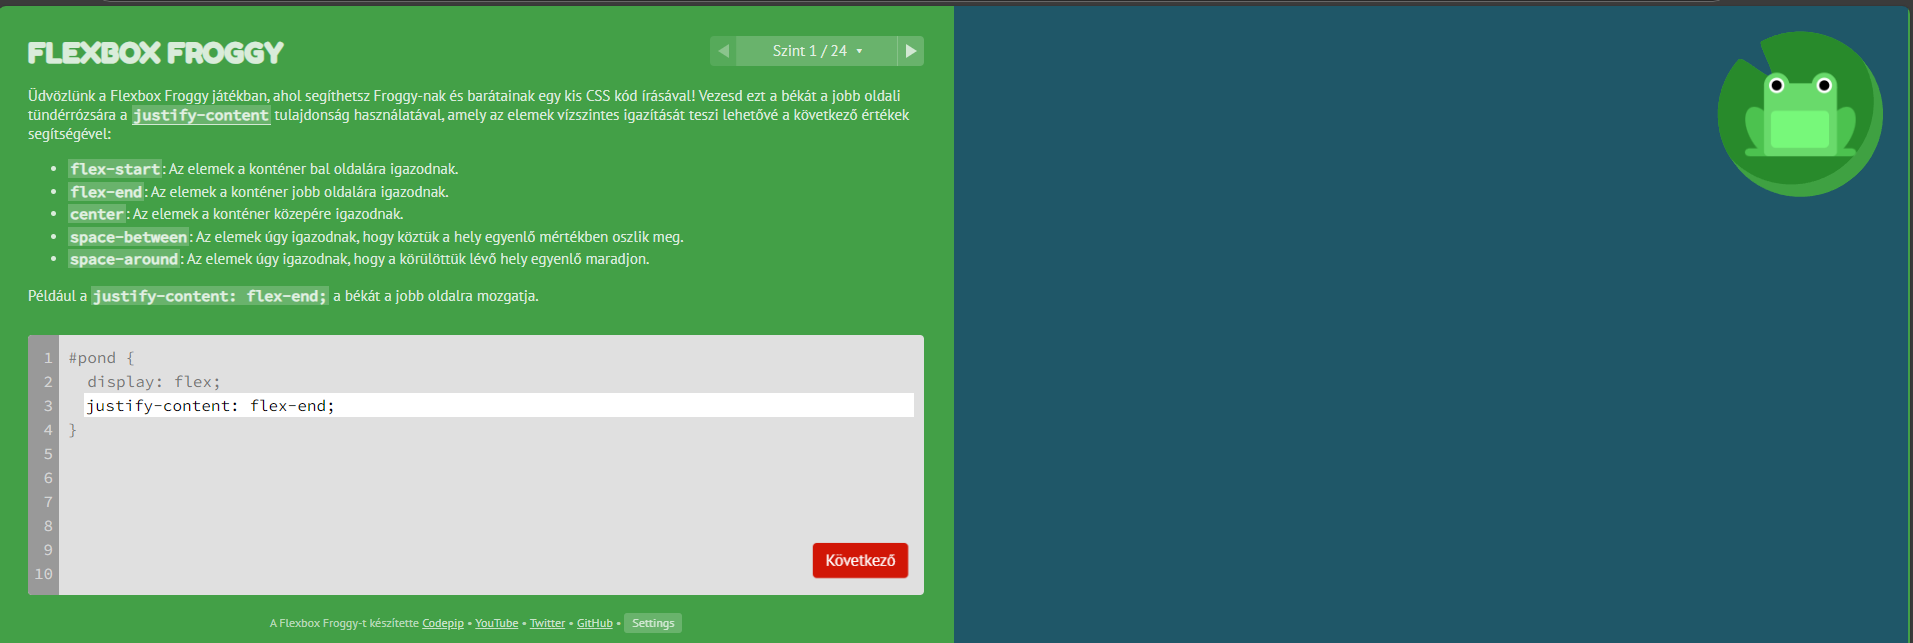 FLEXBOX FROGGY
Szint 1 / 24
Üdvözlünk a Flexbox Froggy játékban, ahol segíthetsz Froggy-nak és barátainak egy kis CSS kód írásával! Vezesd ezt a békát a jobb oldali
tündérrózsára a justify-content tulajdonság használatával, amely az elemek vízszintes igazítását teszi lehetővé a következő értékek
segítségével:
• flex-start: Az elemek a konténer bal oldalára igazodnak.
• flex-end: Az elemek a konténer jobb oldalára igazodnak.
• center: Az elemek a konténer közepére igazodnak.
• space-between: Az elemek úgy igazodnak, hogy köztük a hely egyenlő mértékben oszlik meg.
• space-around: Az elemek úgy igazodnak, hogy a körülöttük lévő hely egyenlő maradjon.
Például a justify-content: flex-end; a békát a jobb oldalra mozgatja.
1 #pond {
2 display: flex;
3 justify-content: flex-end;
4 }
5
6
7
8
9
10
Következő
A Flexbox Froggy-t készítette Codepip • YouTube • Twitter • GitHub • Settings